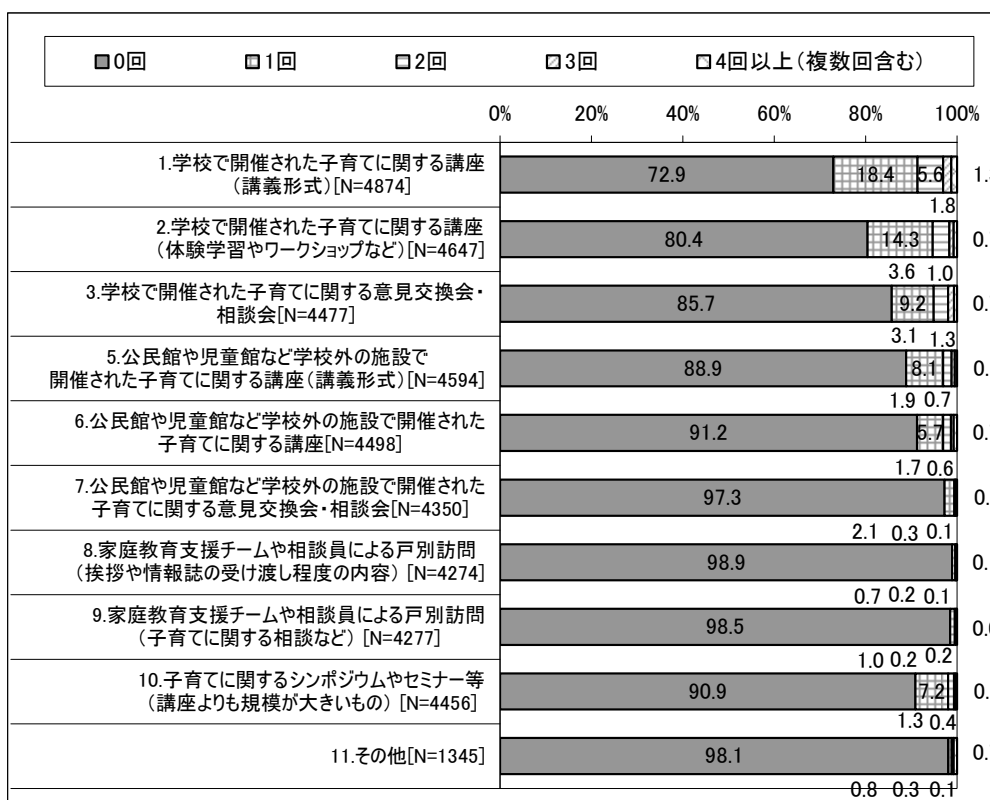 0回 1回 2回 3回 4回以上(複数回含む)
0% 20% 40% 60% 80% 100%
1.学校で開催された子育てに関する講座
(講義形式)[N=4874]
72.9 18.4 5.6 1.
1.8
2.学校で開催された子育てに関する講座
(体験学習やワークショップなど)[N=4647]
80.4 14.3 0.
3.6 1.0
3.学校で開催された子育てに関する意見交換会・
相談会[N=4477]
85.7 9.2 0.
3.1 1.3
5.公民館や児童館など学校外の施設で
開催された子育てに関する講座(講義形式)[N=4594]
88.9 8.1 0.
1.9 0.7
6.公民館や児童館など学校外の施設で開催された
子育てに関する講座[N=4498]
91.2 5.7 0.
1.7 0.6
7.公民館や児童館など学校外の施設で開催された
子育てに関する意見交換会・相談会[N=4350]
97.3 0.
2.1 0.3 0.1
8.家庭教育支援チームや相談員による戸別訪問
(挨拶や情報誌の受け渡し程度の内容) [N=4274]
98.9 0.
0.7 0.2 0.1
9.家庭教育支援チームや相談員による戸別訪問
(子育てに関する相談など) [N=4277]
98.5 0.
1.0 0.2 0.2
10.子育てに関するシンポジウムやセミナー等
(講座よりも規模が大きいもの) [N=4456]
90.9 7.2 0.
1.3 0.4
11.その他[N=1345]
98.1 0.
0.8 0.3 0.1